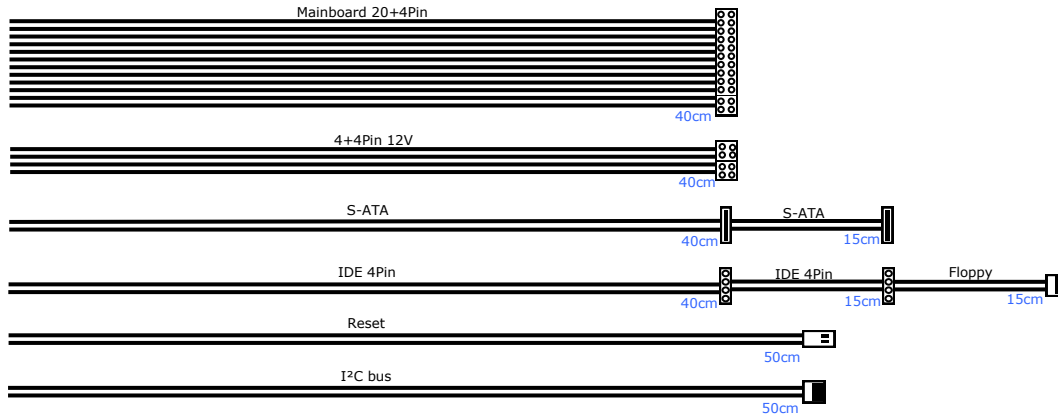 Mainboard 20+4Pin
40cm
4+4Pin 12V
40cm
S-ATA
S-ATA
40cm
15cm
IDE 4Pin
IDE 4Pin
Floppy
40cm
15cm
15cm
Reset
50cm
I²C bus
50cm